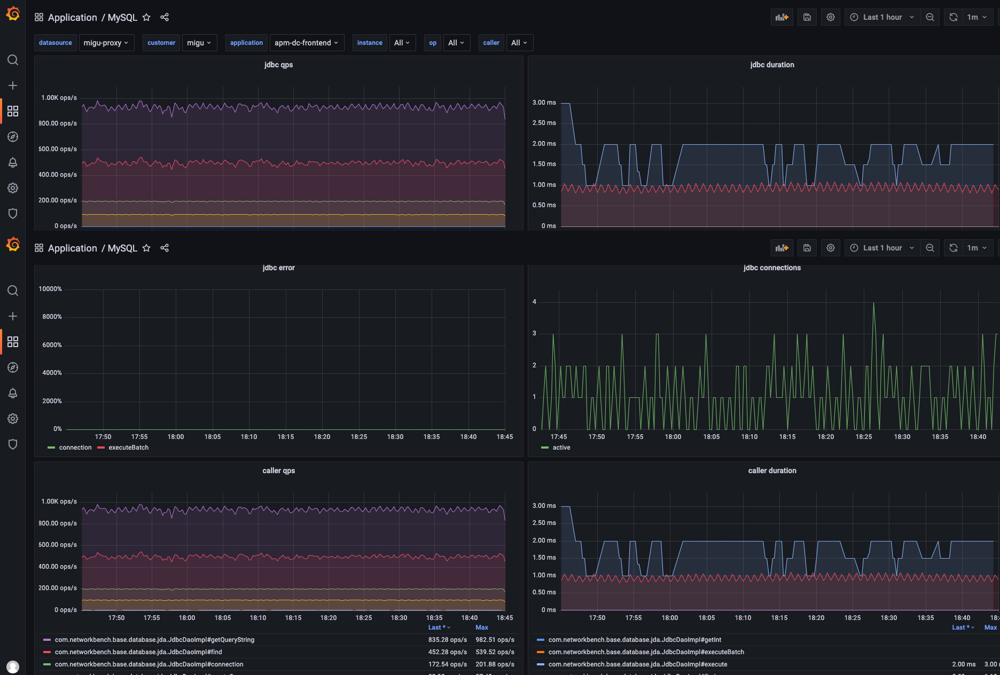 Application / MySQL
Last 1 hour
1m
datasource migu-proxy customer migu application apm-dc-frontend instance All op All caller All
jdbc qps
1.00K ops/s
800.00 ops/s
600.00 ops/s
400.00 ops/s
200.00 ops/s
0 ops/s
jdbc duration
3.00 ms
2.50 ms
2.00 ms
1.50 ms
1.00 ms
0.50 ms
0 ms
Application / MySQL
Last 1 hour
1m
jdbc error
10000%
8000%
6000%
4000%
2000%
0%
17:50 17:55 18:00 18:05 18:10 18:15 18:20 18:25 18:30 18:35 18:40 18:45
connection executeBatch
jdbc connections
4
3
2
1
0
17:45 17:50 17:55 18:00 18:05 18:10 18:15 18:20 18:25 18:30 18:35 18:40
active
caller qps
1.00K ops/s
800.00 ops/s
600.00 ops/s
400.00 ops/s
200.00 ops/s
0 ops/s
17:50 17:55 18:00 18:05 18:10 18:15 18:20 18:25 18:30 18:35 18:40 18:45
Last * Max
com.networkbench.base.database.jda.JdbcDaoImpl#getQueryString 835.28 ops/s 982.51 ops/s
com.networkbench.base.database.jda.JdbcDaoImpl#find 452.28 ops/s 539.52 ops/s
com.networkbench.base.database.jda.JdbcDaoImpl#connection 172.54 ops/s 201.88 ops/s
caller duration
3.00 ms
2.50 ms
2.00 ms
1.50 ms
1.00 ms
0.50 ms
0 ms
17:50 17:55 18:00 18:05 18:10 18:15 18:20 18:25 18:30 18:35 18:40
Last * Max
com.networkbench.base.database.jda.JdbcDaoImpl#getInt
com.networkbench.base.database.jda.JdbcDaoImpl#executeBatch
com.networkbench.base.database.jda.JdbcDaoImpl#execute 2.00 ms 3.00